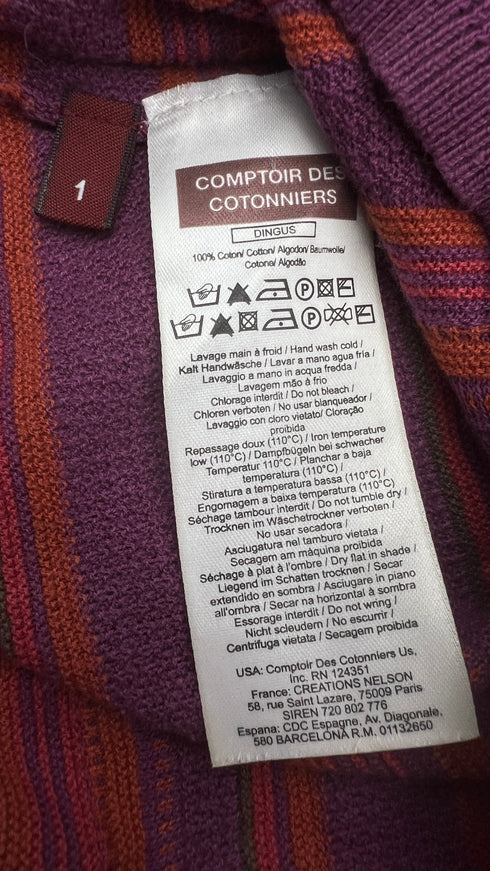 1
COMPTOIR DES
COTONNIERS
DINGUS
100% Coton/ Cotton/ Algodon/ Baumwolle/
Cotone/ Algodão
Lavage main à froid / Hand wash cold /
Kalt Handwäsche / Lavar a mano agua fria /
Lavaggio a mano in acqua fredda /
Lavagem mão à frio
Chlorage interdit / Do not bleach /
Chloren verboten / No usar blanqueador /
Lavaggio con cloro vietato/ Cloração
proibida
Repassage doux (110°C) / Iron temperature
low (110°C) / Dampfbügeln bei schwacher
Temperatur 110°C / Planchar a baja
temperatura (110°C) /
Stiratura a temperatura bassa (110°C) /
Engomagem a baixa temperatura (110°C)
Séchage tambour interdit / Do not tumble dry /
Trocknen im Wäschetrockner verboten /
No usar secadora /
Asciugatura nel tamburo vietata /
Secagem am máquina proibida
Séchage à plat à l'ombre / Dry flat in shade /
Liegend im Schatten trocknen / Secar
extendido en sombra / Asciugare in piano
all'ombra / Secar na horizontal à sombra
Essorage interdit / Do not wring /
Nicht schleudern / No escurrir /
Centrifuga vietata / Secagem proibida
USA: Comptoir Des Cotonniers Us,
Inc. RN 124351
France: CREATIONS NELSON
58, rue Saint Lazare, 75009 Paris
SIREN 720 802 776
Espana: CDC Espagne, Av. Diagonale,
580 BARCELONA R.M. 01132650